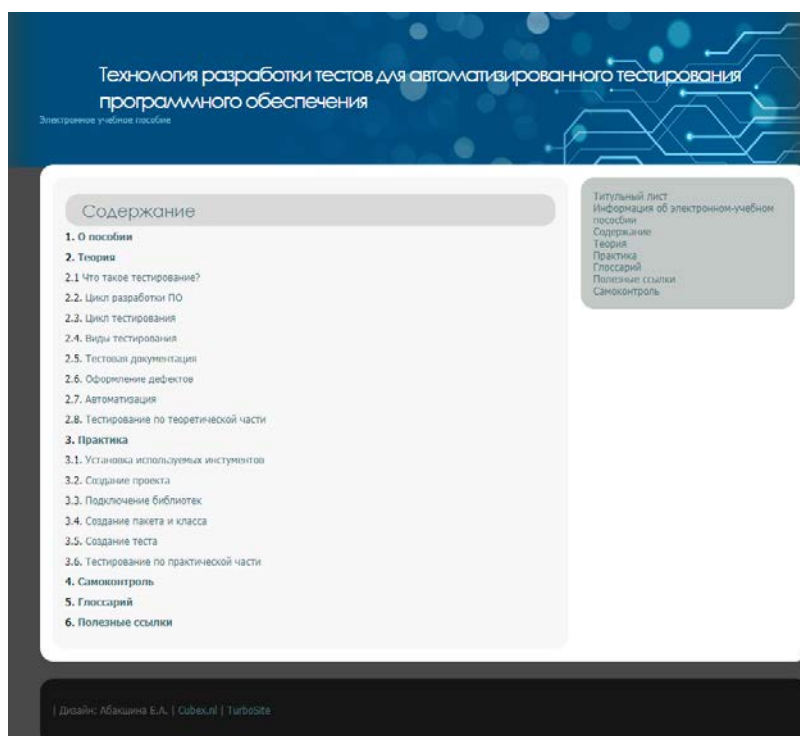 Технология разработки тестов для автоматизированного тестирования
программного обеспечения
Электронное учебное пособие
Содержание
1. О пособии
2. Теория
2.1 Что такое тестирование?
2.2. Цикл разработки ПО
2.3. Цикл тестирования
2.4. Виды тестирования
2.5. Тестовая документация
2.6. Оформление дефектов
2.7. Автоматизация
2.8. Тестирование по теоретической части
3. Практика
3.1. Установка используемых инстументов
3.2. Создание проекта
3.3. Подключение библиотек
3.4. Создание пакета и класса
3.5. Создание теста
3.6. Тестирование по практической части
4. Самоконтроль
5. Глоссарий
6. Полезные ссылки
Титульный лист
Информация об электронном-учебном
пососбии
Содержание
Теория
Практика
Глоссарий
Полезные ссылки
Самоконтроль
| Дизайн: Абакшина Е.А. | Cubex.nl | TurboSite